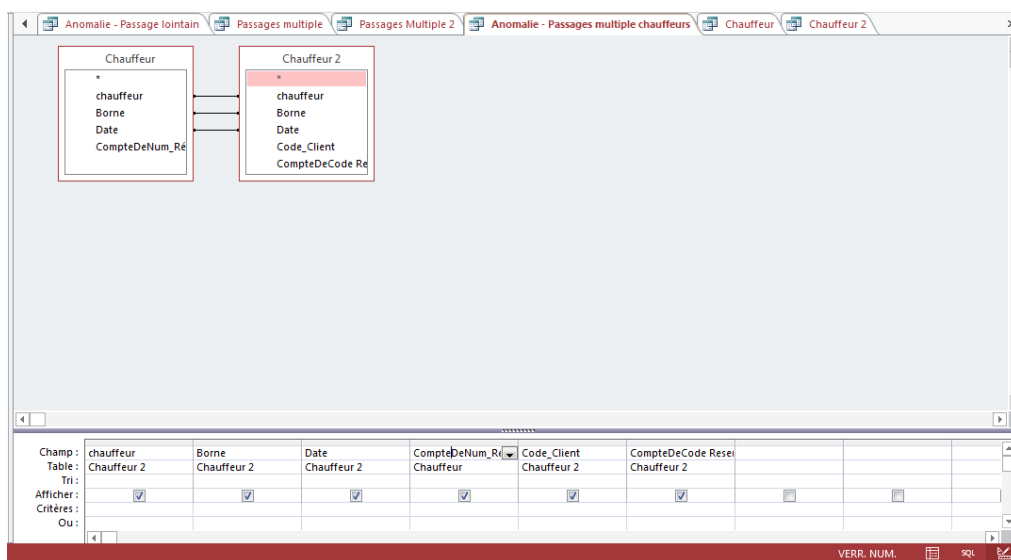 Anomalie - Passage lointain Passages multiple Passages Multiple 2 Anomalie - Passages multiple chauffeurs Chauffeur Chauffeur 2
Chauffeur
*
chauffeur
Borne
Date
CompteDeNum_Ré
Chauffeur 2
*
chauffeur
Borne
Date
Code_Client
CompteDeCode Re
Champ : chauffeur Borne Date CompteDeNum_Ré Code_Client CompteDeCode Reser
Table : Chauffeur 2 Chauffeur 2 Chauffeur 2 Chauffeur Chauffeur 2 Chauffeur 2
Tri :
Afficher :
Critères :
Ou :
VERR. NUM. SQL